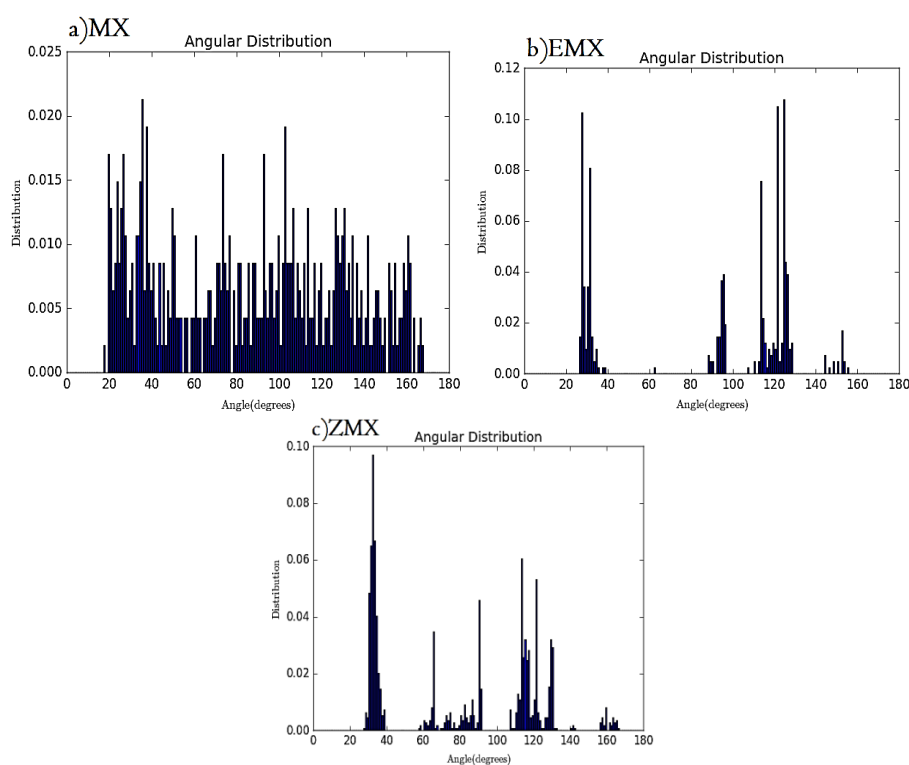 a)MX
Angular Distribution
0.025
0.020
0.015
0.010
0.005
0.000
Distribution
0 20 40 60 80 100 120 140 160 180
Angle(degrees)
b)EMX
Angular Distribution
0.12
0.10
0.08
0.06
0.04
0.02
0.00
Distribution
0 20 40 60 80 100 120 140 160 180
Angle(degrees)
c)ZMX
Angular Distribution
0.10
0.08
0.06
0.04
0.02
0.00
Distribution
0 20 40 60 80 100 120 140 160 180
Angle(degrees)